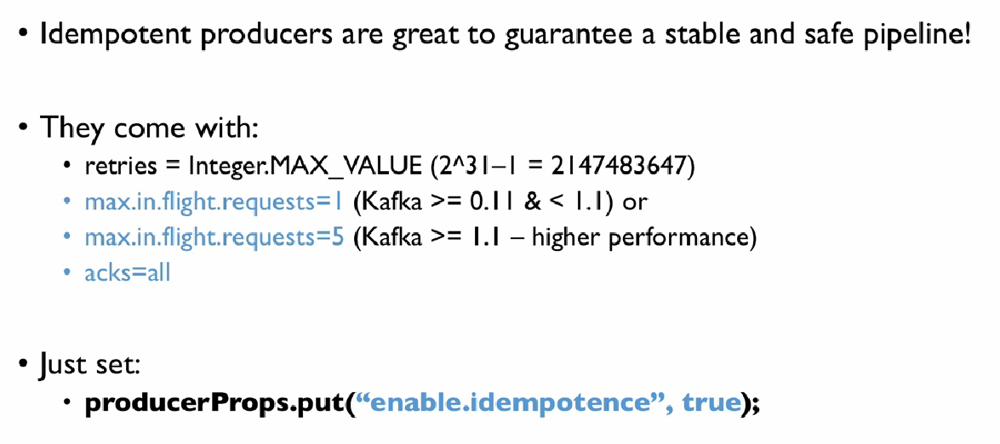 • Idempotent producers are great to guarantee a stable and safe pipeline!
• They come with:
• retries = Integer.MAX_VALUE (2^31–1 = 2147483647)
• max.in.flight.requests=1 (Kafka >= 0.11 & < 1.1) or
• max.in.flight.requests=5 (Kafka >= 1.1 – higher performance)
• acks=all
• Just set:
• producerProps.put(“enable.idempotence”, true);